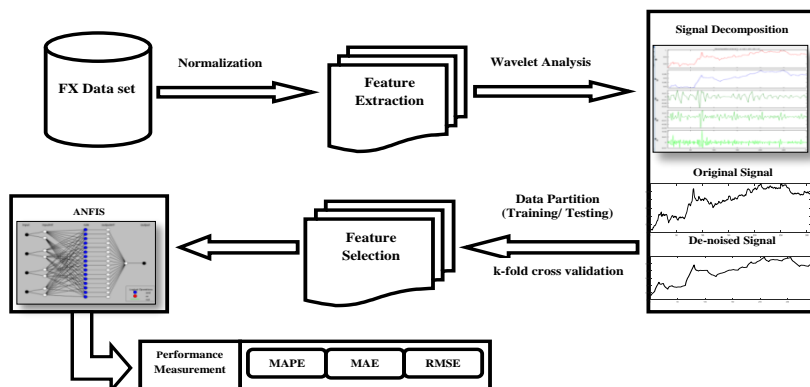 FX Data set
Normalization
Feature
Extraction
Wavelet Analysis
Signal Decomposition
Original Signal
De-noised Signal
Data Partition
(Training/ Testing)
k-fold cross validation
Feature
Selection
ANFIS
Performance
Measurement
MAPE
MAE
RMSE